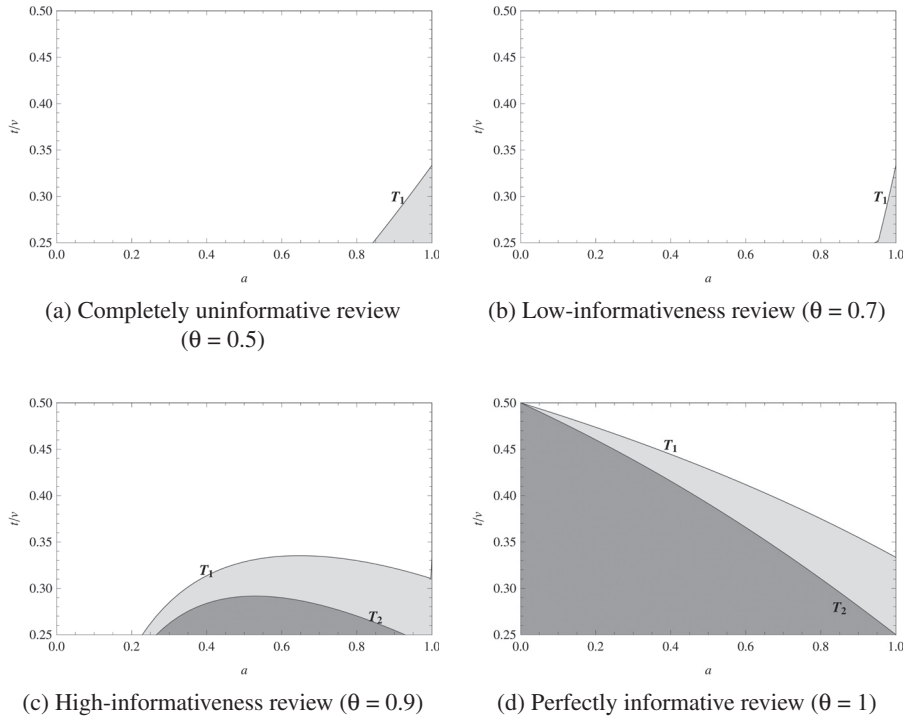 0.50
0.45
0.40
t/v
0.35
0.30
T1
0.25
0.0 0.2 0.4 0.6 0.8 1.0
a
(a) Completely uninformative review
(θ = 0.5)
0.50
0.45
0.40
t/v
0.35
0.30
T1
0.25
0.0 0.2 0.4 0.6 0.8 1.0
a
(b) Low-informativeness review (θ = 0.7)
0.50
0.45
0.40
t/v
0.35
T1
0.30
T2
0.25
0.0 0.2 0.4 0.6 0.8 1.0
a
(c) High-informativeness review (θ = 0.9)
0.50
T1
0.45
0.40
t/v
0.35
0.30
T2
0.25
0.0 0.2 0.4 0.6 0.8 1.0
a
(d) Perfectly informative review (θ = 1)